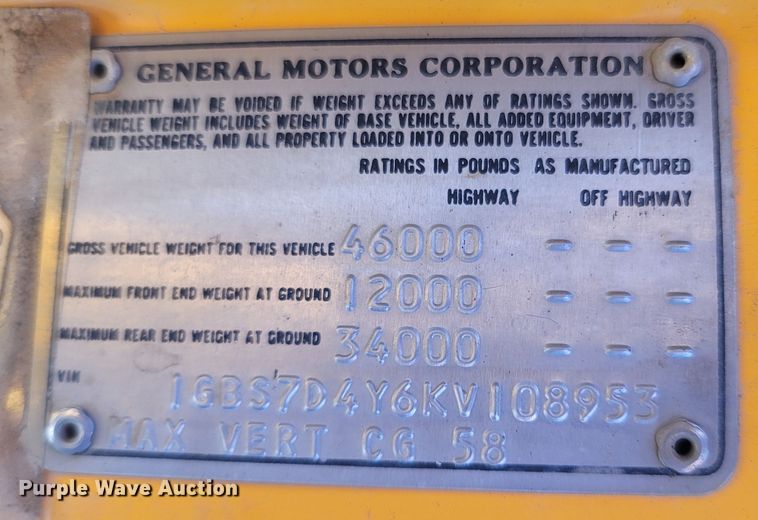 GENERAL MOTORS CORPORATION
WARRANTY MAY BE VOIDED IF WEIGHT EXCEEDS ANY OF RATINGS SHOWN. GROSS
VEHICLE WEIGHT INCLUDES WEIGHT OF BASE VEHICLE, ALL ADDED EQUIPMENT, DRIVER
AND PASSENGERS, AND ALL PROPERTY LOADED INTO OR ONTO VEHICLE.
RATINGS IN POUNDS AS MANUFACTURED
HIGHWAY OFF HIGHWAY
GROSS VEHICLE WEIGHT FOR THIS VEHICLE 46000 - - -
MAXIMUM FRONT END WEIGHT AT GROUND 12000 - - -
MAXIMUM REAR END WEIGHT AT GROUND 34000 - - -
VIN 1GBS7D4Y6KV108953
MAX VERT CG 58
Purple Wave Auction